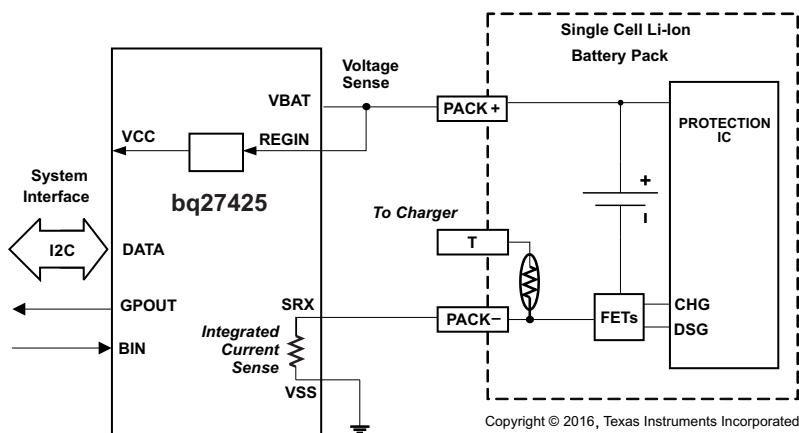 Single Cell Li-Ion
Battery Pack
Voltage
Sense
VBAT
PACK +
PROTECTION
IC
VCC
REGIN
System
Interface
bq27425
To Charger
+
I2C
DATA
T
–
GPOUT
SRX
CHG
PACK–
FETs
DSG
BIN
Integrated
Current
Sense
VSS
Copyright © 2016, Texas Instruments Incorporated